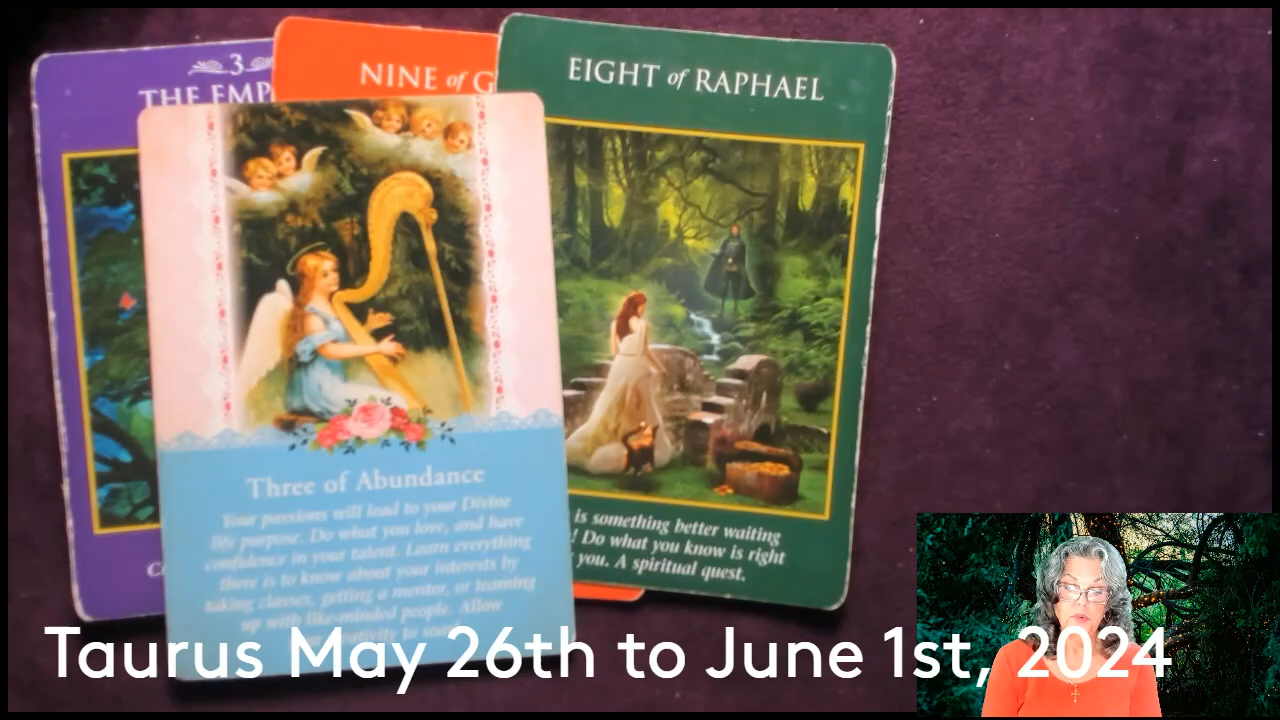 3
THE EMP
NINE of G
EIGHT of RAPHAEL
Three of Abundance
Your passions will lead to your Divine
life purpose. Do what you love, and have
confidence in your talent. Learn everything
there is to know about your interests by
taking classes, getting a mentor, or teaming
up with like-minded people. Allow
creativity to soar
is something better waiting
! Do what you know is right
you. A spiritual quest.
C
Taurus May 26th to June 1st, 2024